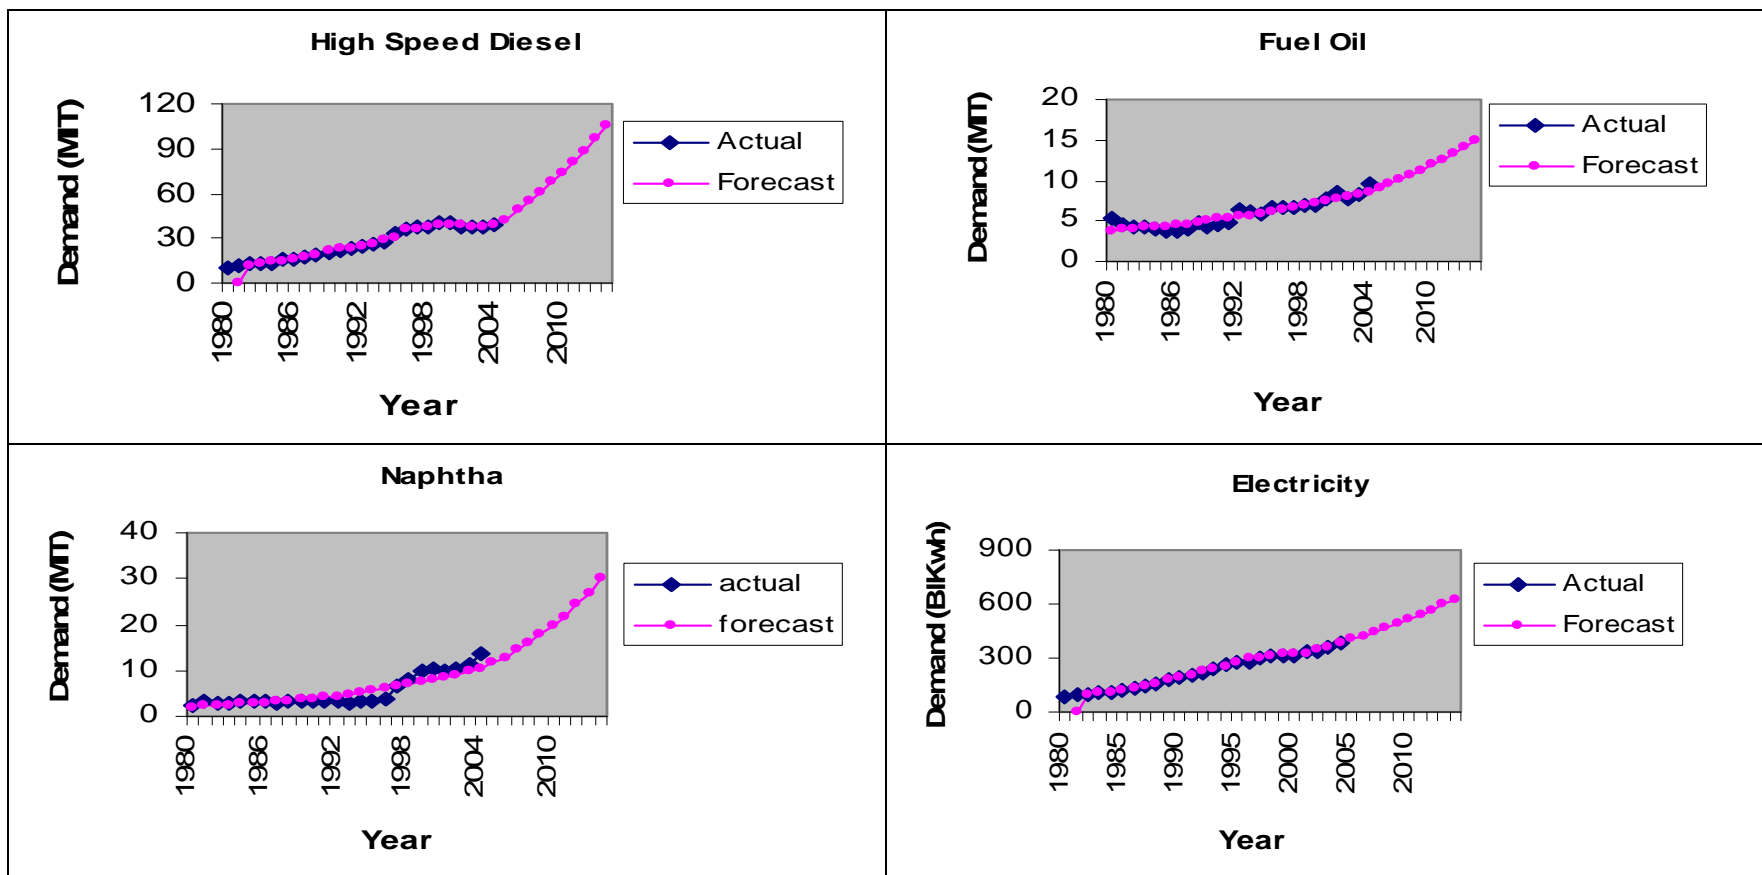 High Speed Diesel
Demand (MIT)
120
90
60
30
0
1980
1986
1992
1998
2004
2010
Year
Actual
Forecast
Fuel Oil
Demand (MIT)
20
15
10
5
0
1980
1986
1992
1998
2004
2010
Year
Actual
Forecast
Naphtha
Demand (MIT)
40
30
20
10
0
1980
1986
1992
1998
2004
2010
Year
actual
forecast
Electricity
Demand (BlKwh)
900
600
300
0
1980
1985
1990
1995
2000
2005
2010
Year
Actual
Forecast